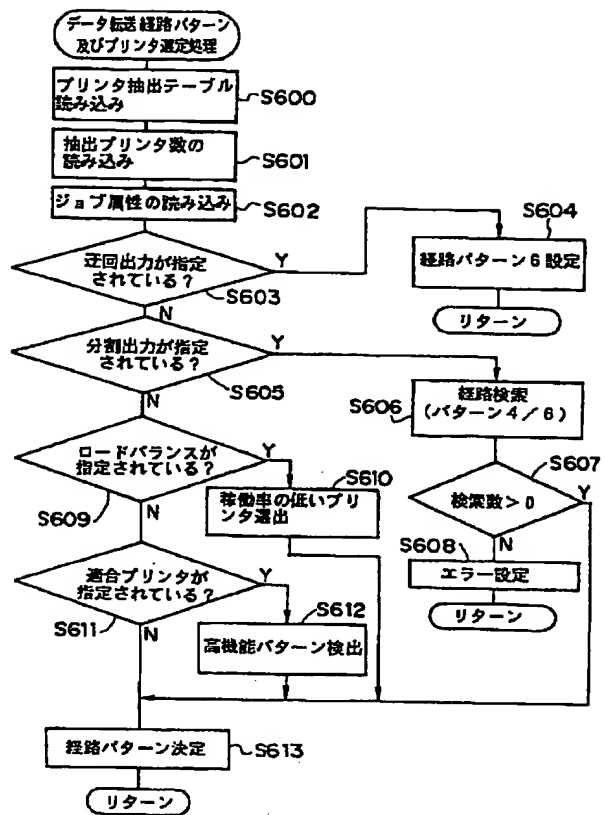 データ転送経路パターン
及びプリンタ選定処理
プリンタ抽出テーブル
読み込み
S600
抽出プリンタ数の
読み込み
S601
ジョブ属性の読み込み
S602
迂回出力が指定
されている?
Y
S603
N
S604
経路パターン6設定
リターン
分割出力が指定
されている?
Y
S605
N
経路検索
(パターン4/6)
S606
S607
検索数>0
Y
N
S608
エラー設定
リターン
ロードバランスが
指定されている?
Y
S609
N
S610
稼働率の低いプリ
ンタ選出
適合プリンタが
指定されている?
Y
S611
N
S612
高機能パターン検出
経路パターン決定
S613
リターン